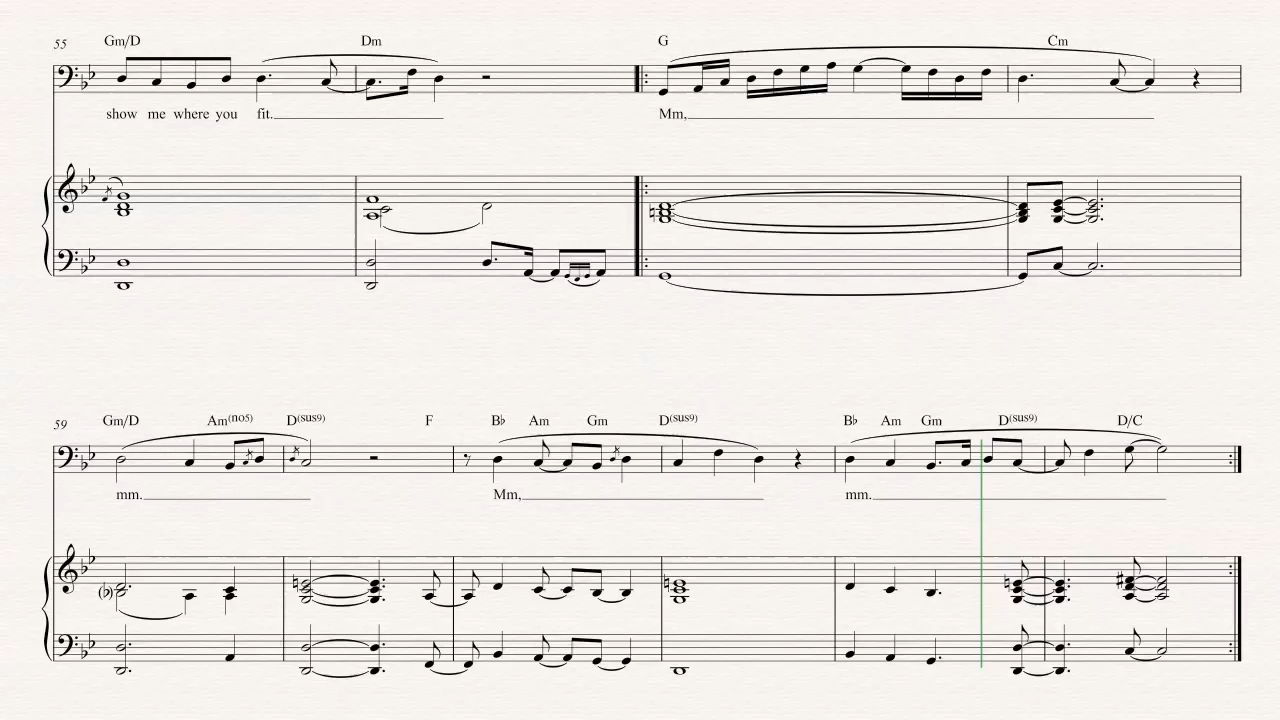 55 Gm/D Dm G Cm
show me where you fit. Mm,
59 Gm/D Am(no5) D(sus9) F B♭ Am Gm D(sus9) B♭ Am Gm D(sus9) D/C
mm. Mm, mm.